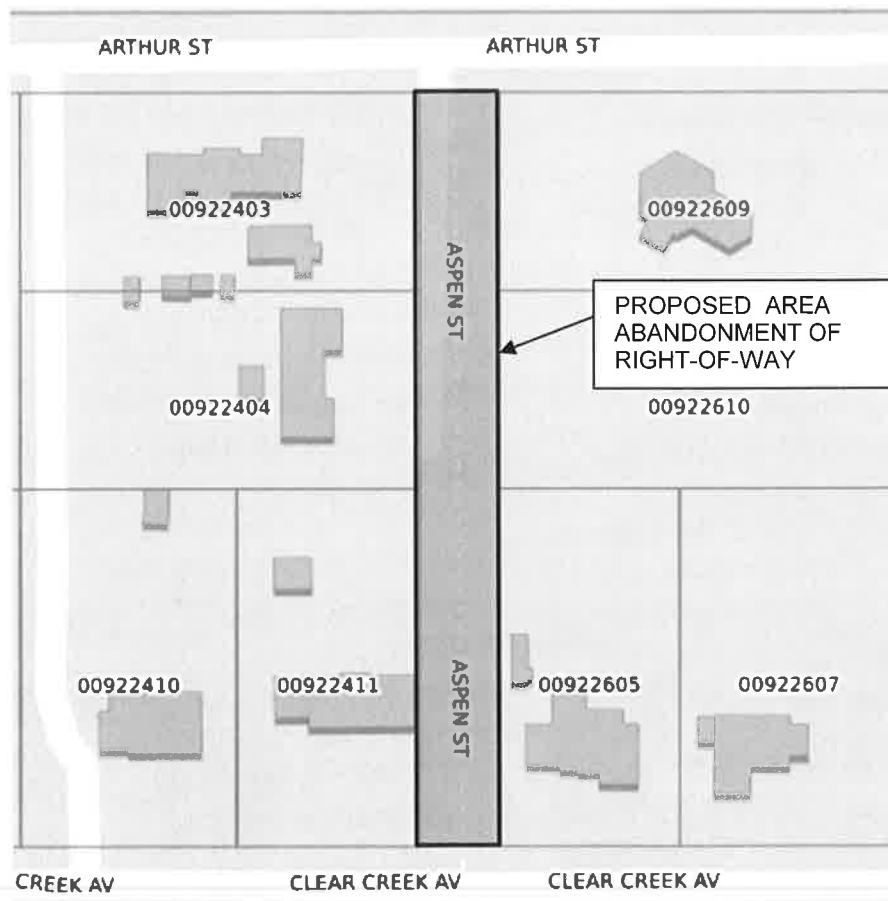 ARTHUR ST
ARTHUR ST
00922403
00922609
ASPEN ST
PROPOSED AREA
ABANDONMENT OF
RIGHT-OF-WAY
00922404
00922610
00922410
00922411
ASPEN ST
00922605
00922607
CREEK AV
CLEAR CREEK AV
CLEAR CREEK AV